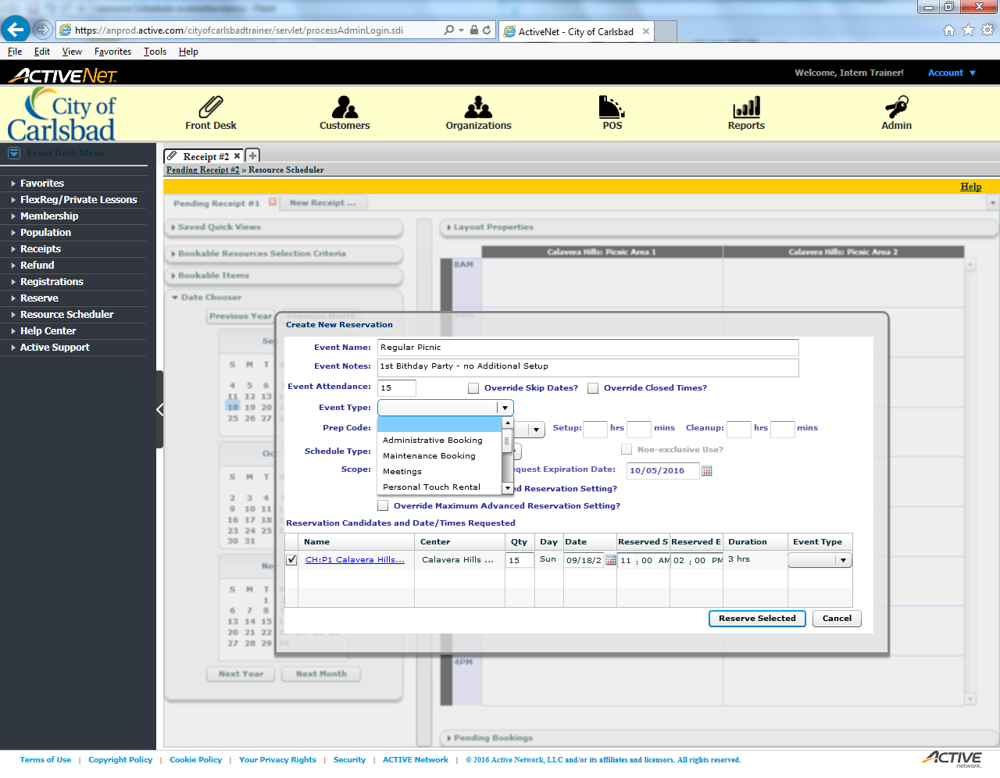 https://anprod.active.com/cityofcarlsbadtrainer/servlet/processAdminLogin.sdi
ActiveNet - City of Carlsbad
File Edit View Favorites Tools Help
ACTIVENET
Welcome, Intern Trainer! Account
City of Carlsbad
Front Desk Customers Organizations POS Reports Admin
Front Desk Menu
Favorites
FlexReg/Private Lessons
Membership
Population
Receipts
Refund
Registrations
Reserve
Resource Scheduler
Help Center
Active Support
Receipt #2
Pending Receipt #2 » Resource Scheduler
Help
Pending Receipt #1 New Receipt ...
Saved Quick Views
Bookable Resources Selection Criteria
Bookable Items
Date Chooser
Previous Year Previous Month
Layout Properties
Calavera Hills: Picnic Area 1 Calavera Hills: Picnic Area 2
8AM
9AM
Create New Reservation
Event Name: Regular Picnic
Event Notes: 1st Bithday Party - no Additional Setup
Event Attendance: 15 Override Skip Dates? Override Closed Times?
Event Type:
Prep Code: Setup: hrs mins Cleanup: hrs mins
Administrative Booking
Maintenance Booking
Meetings
Personal Touch Rental
Schedule Type: Non-exclusive Use?
Scope: equest Expiration Date: 10/05/2016
ed Reservation Setting?
Override Maximum Advanced Reservation Setting?
Reservation Candidates and Date/Times Requested
Name Center Qty Day Date Reserved S Reserved E Duration Event Type
CH:P1 Calavera Hills... Calavera Hills ... 15 Sun 09/18/2 11 : 00 AM 02 : 00 PM 3 hrs
Reserve Selected Cancel
S M T
4 5 6
11 12 13
18 19 20
25 26 27
S M T
2 3 4
9 10 11
16 17 18
23 24 25
30 31
S M T
1
6 7 8
13 14 15
20 21 22
27 28 29 30
Next Year Next Month
4PM
Pending Bookings
Terms of Use | Copyright Policy | Cookie Policy | Your Privacy Rights | Security | ACTIVE Network | © 2016 Active Network, LLC and/or its affiliates and licensors. All rights reserved.
ACTIVE network